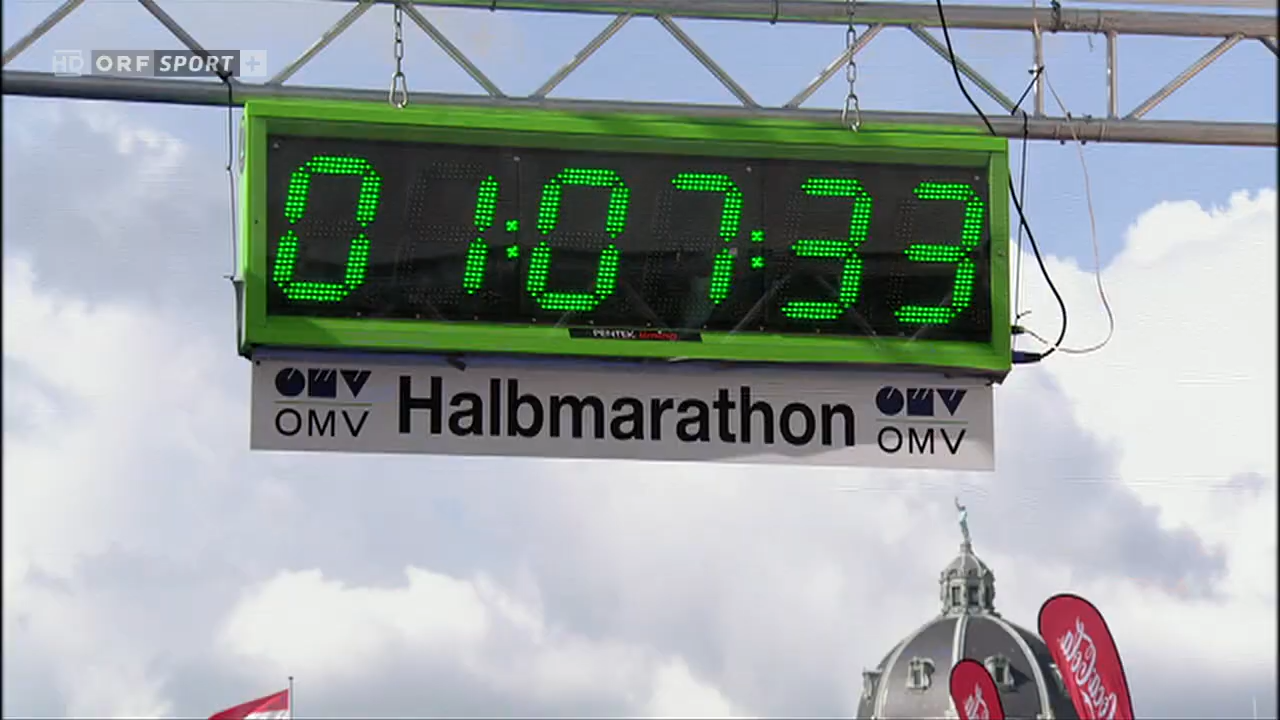 HD ORF SPORT +
01:07:33
PENTEK timing
OMV Halbmarathon OMV
OMV OMV
Coca-Cola